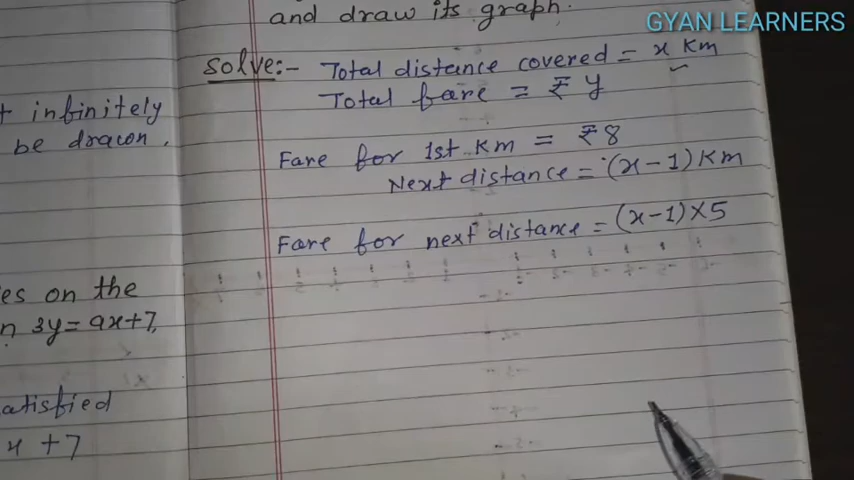 GYAN LEARNERS
and draw its graph.
Solve:- Total distance covered = x Km
Total fare = ₹ y
Fare for 1st Km = ₹ 8
Next distance = (x-1) Km
Fare for next distance = (x-1) X 5
infinitely
be drawn.
es on the
n 3y = ax+7,
atisfied
x +7